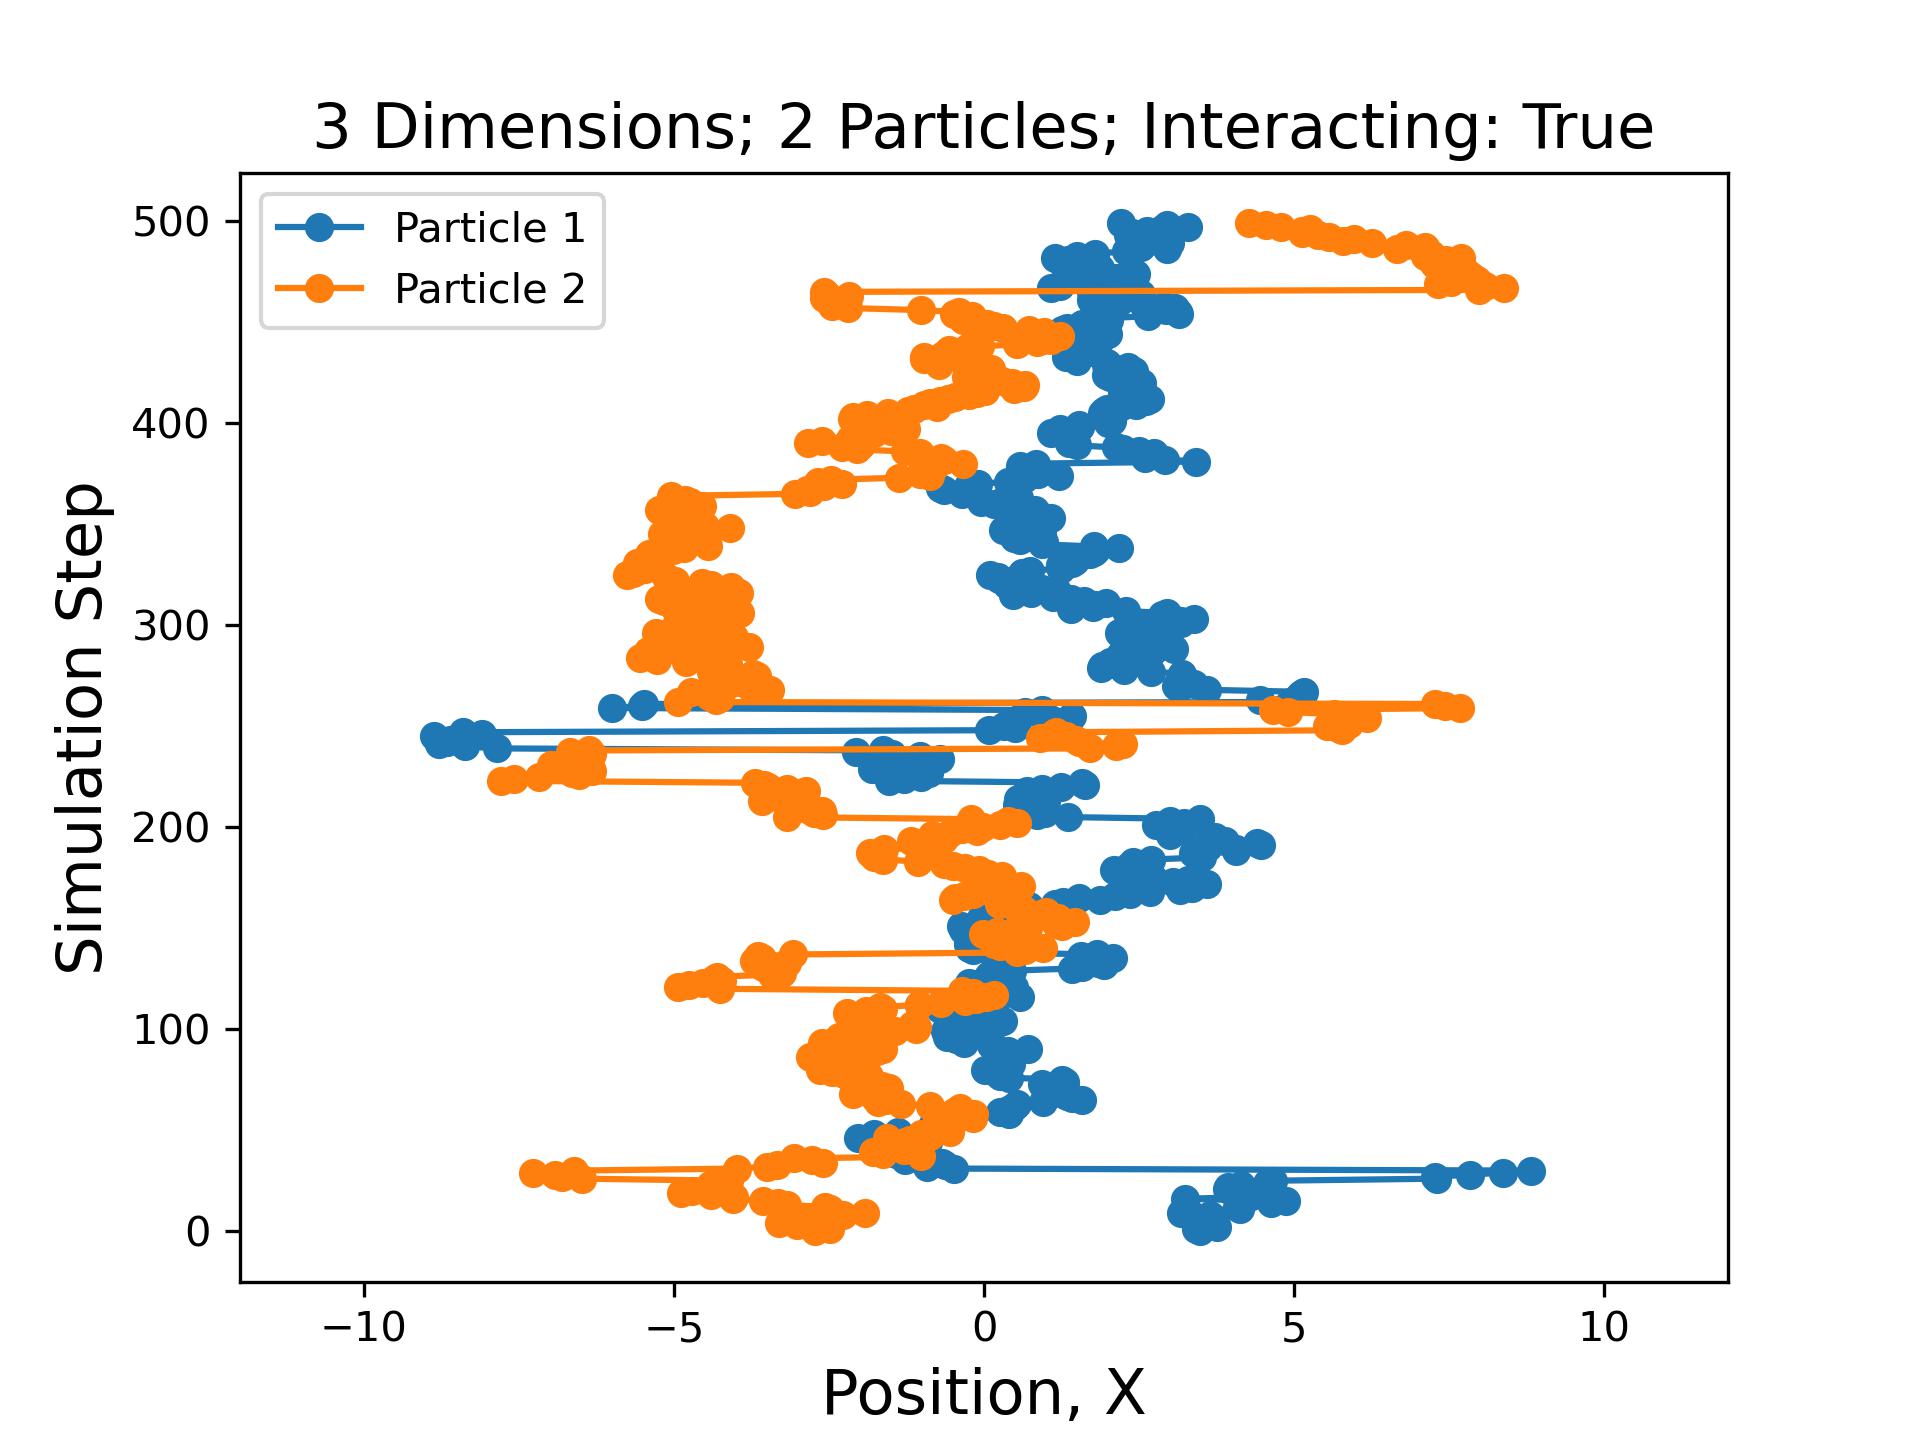 3 Dimensions; 2 Particles; Interacting: True
Particle 1
Particle 2
Simulation Step
500
400
300
200
100
0
−10 −5 0 5 10
Position, X